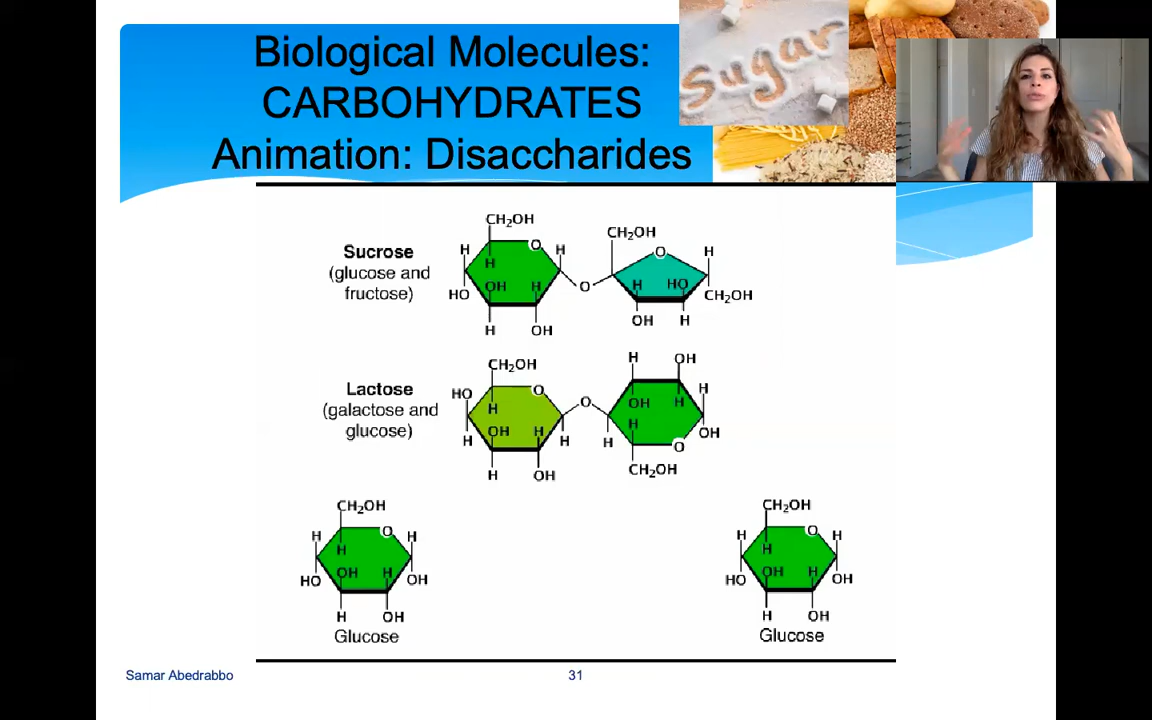 Biological Molecules:
CARBOHYDRATES
Animation: Disaccharides
Sugar
Sucrose
(glucose and
fructose)
CH₂OH
H
O
H
H
OH
H
HO
H
OH
O
CH₂OH
O
H
H
HO
CH₂OH
OH
H
Lactose
(galactose and
glucose)
CH₂OH
HO
O
H
OH
H
H
H
H
OH
O
H
OH
OH
H
H
H
H
OH
O
CH₂OH
CH₂OH
H
O
H
H
OH
H
HO
OH
H
OH
Glucose
CH₂OH
H
O
H
H
OH
H
HO
OH
H
OH
Glucose
Samar Abedrabbo
31